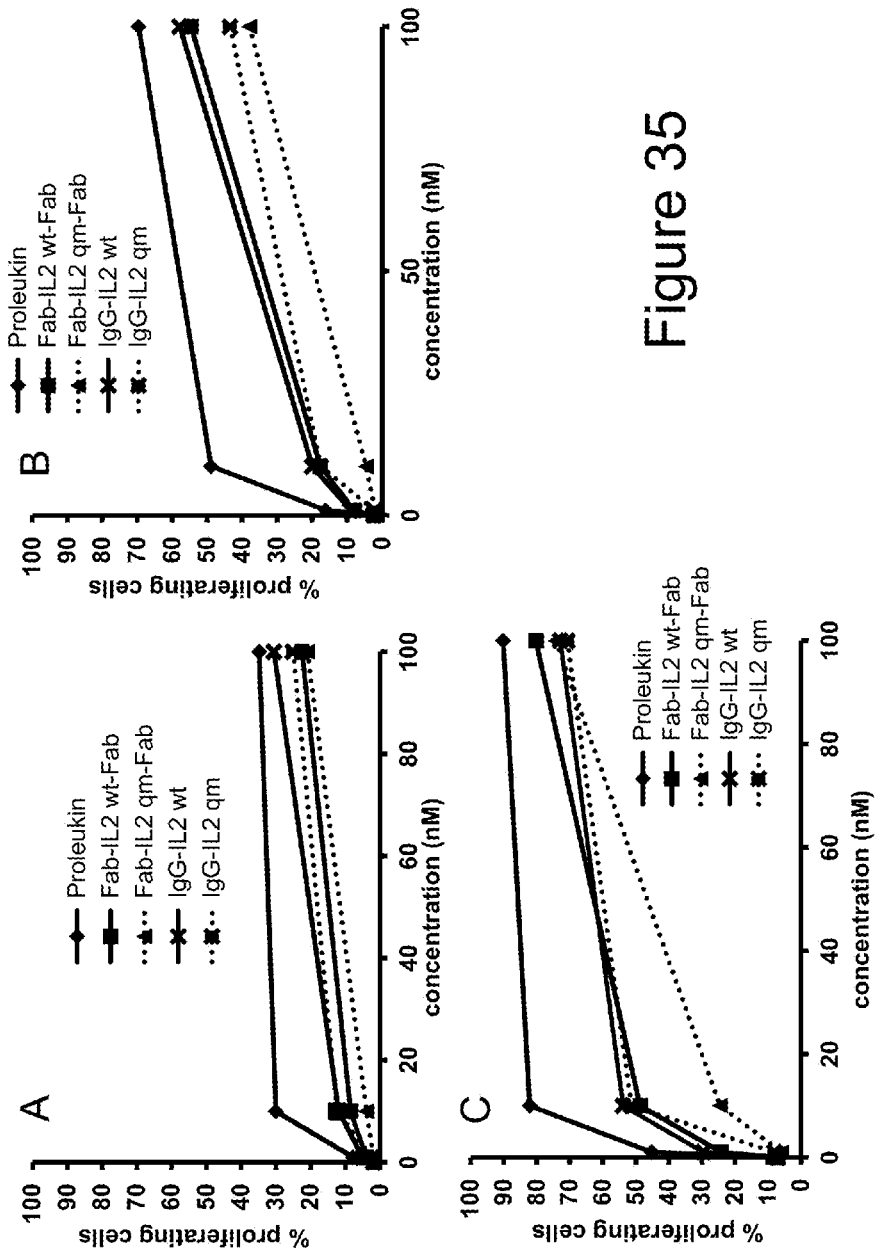 A
Proleukin
Fab-IL2 wt-Fab
Fab-IL2 qm-Fab
IgG-IL2 wt
IgG-IL2 qm
% proliferating cells
100
90
80
70
60
50
40
30
20
10
0
0
20
40
60
80
100
concentration (nM)
B
Proleukin
Fab-IL2 wt-Fab
Fab-IL2 qm-Fab
IgG-IL2 wt
IgG-IL2 qm
% proliferating cells
100
90
80
70
60
50
40
30
20
10
0
0
50
100
concentration (nM)
C
Proleukin
Fab-IL2 wt-Fab
Fab-IL2 qm-Fab
IgG-IL2 wt
IgG-IL2 qm
% proliferating cells
100
90
80
70
60
50
40
30
20
10
0
0
20
40
60
80
100
concentration (nM)
Figure 35